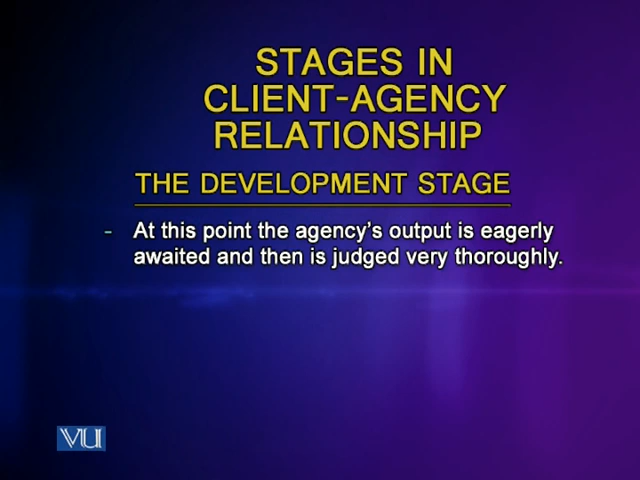 STAGES IN
CLIENT-AGENCY
RELATIONSHIP
THE DEVELOPMENT STAGE
- At this point the agency's output is eagerly
awaited and then is judged very thoroughly.
VU